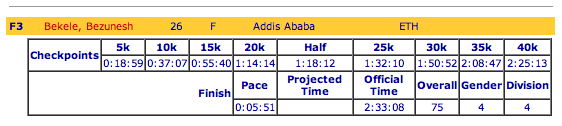 F3 Bekele, Bezunesh 26 F Addis Ababa ETH
Checkpoints 5k 10k 15k 20k Half 25k 30k 35k 40k
0:18:59 0:37:07 0:55:40 1:14:14 1:18:12 1:32:10 1:50:52 2:08:47 2:25:13
Finish Pace Projected Time Official Time Overall Gender Division
0:05:51 2:33:08 75 4 4